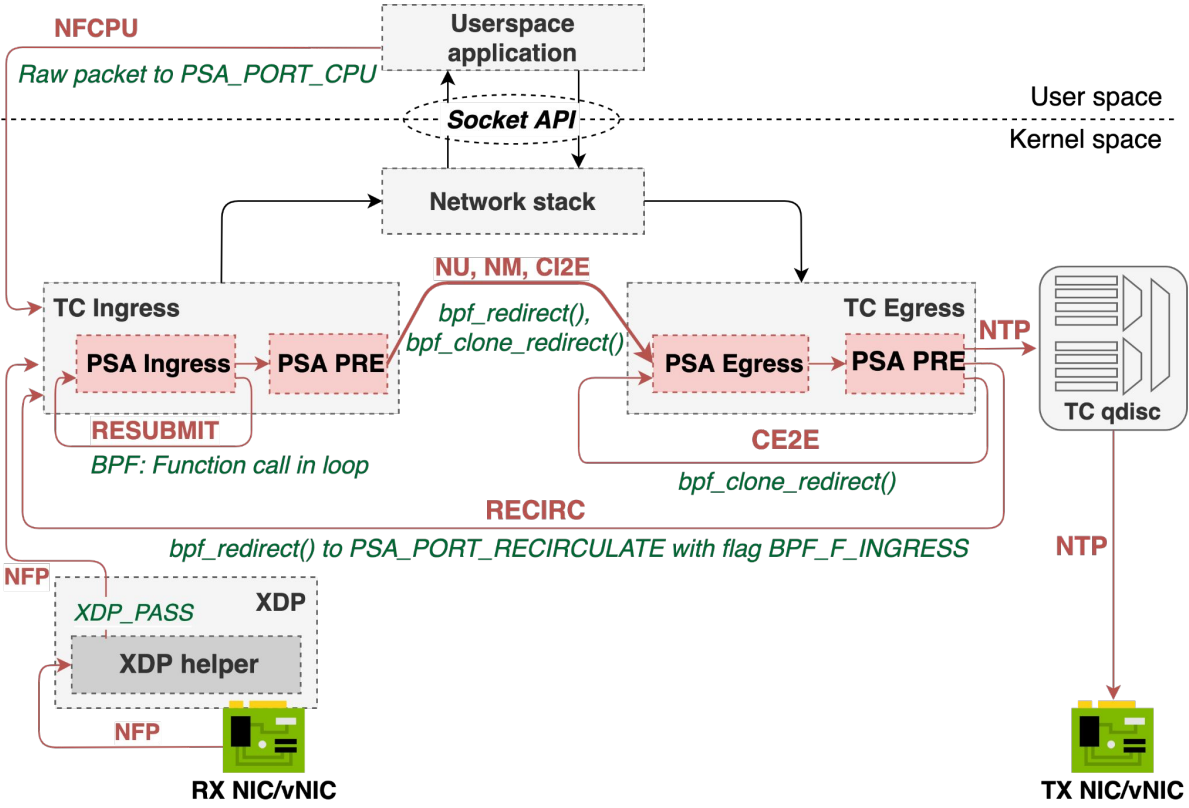 NFCPU
Userspace
application
Raw packet to PSA_PORT_CPU
User space
Socket API
Kernel space
Network stack
NU, NM, CI2E
TC Ingress
bpf_redirect(),
bpf_clone_redirect()
TC Egress
NTP
PSA Ingress
PSA PRE
PSA Egress
PSA PRE
TC qdisc
RESUBMIT
BPF: Function call in loop
CE2E
bpf_clone_redirect()
RECIRC
bpf_redirect() to PSA_PORT_RECIRCULATE with flag BPF_F_INGRESS
NTP
NFP
XDP
XDP_PASS
XDP helper
NFP
RX NIC/vNIC
TX NIC/vNIC